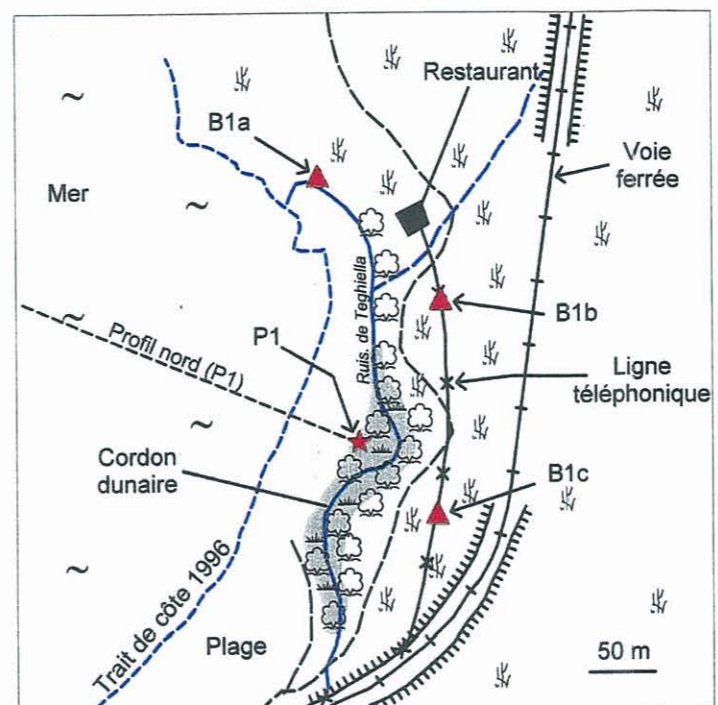 Restaurant
B1a
Voie
ferrée
Mer
Ruis. de Teghiella
B1b
P1
Profil nord (P1)
Ligne
téléphonique
Cordon
dunaire
B1c
Trait de côte 1996
Plage
50 m